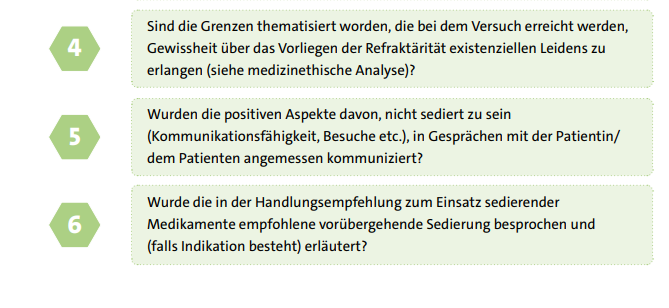 4
Sind die Grenzen thematisiert worden, die bei dem Versuch erreicht werden,
Gewissheit über das Vorliegen der Refraktärität existenziellen Leidens zu
erlangen (siehe medizinethische Analyse)?
5
Wurden die positiven Aspekte davon, nicht sediert zu sein
(Kommunikationsfähigkeit, Besuche etc.), in Gesprächen mit der Patientin/
dem Patienten angemessen kommuniziert?
6
Wurde die in der Handlungsempfehlung zum Einsatz sedierender
Medikamente empfohlene vorübergehende Sedierung besprochen und
(falls Indikation besteht) erläutert?